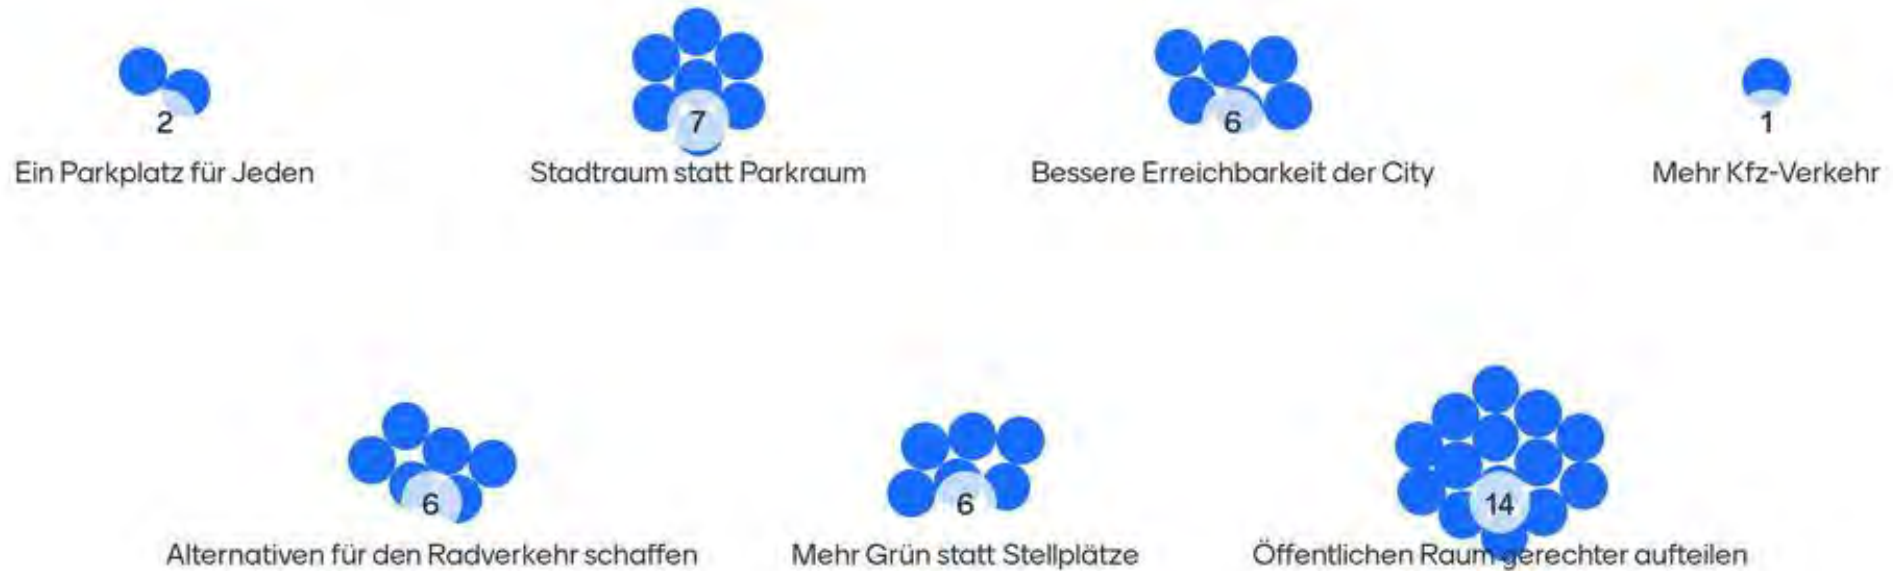 2
7
6
1
Ein Parkplatz für Jeden
Stadtraum statt Parkraum
Bessere Erreichbarkeit der City
Mehr Kfz-Verkehr
6
6
14
Alternativen für den Radverkehr schaffen
Mehr Grün statt Stellplätze
Öffentlichen Raum gerechter aufteilen